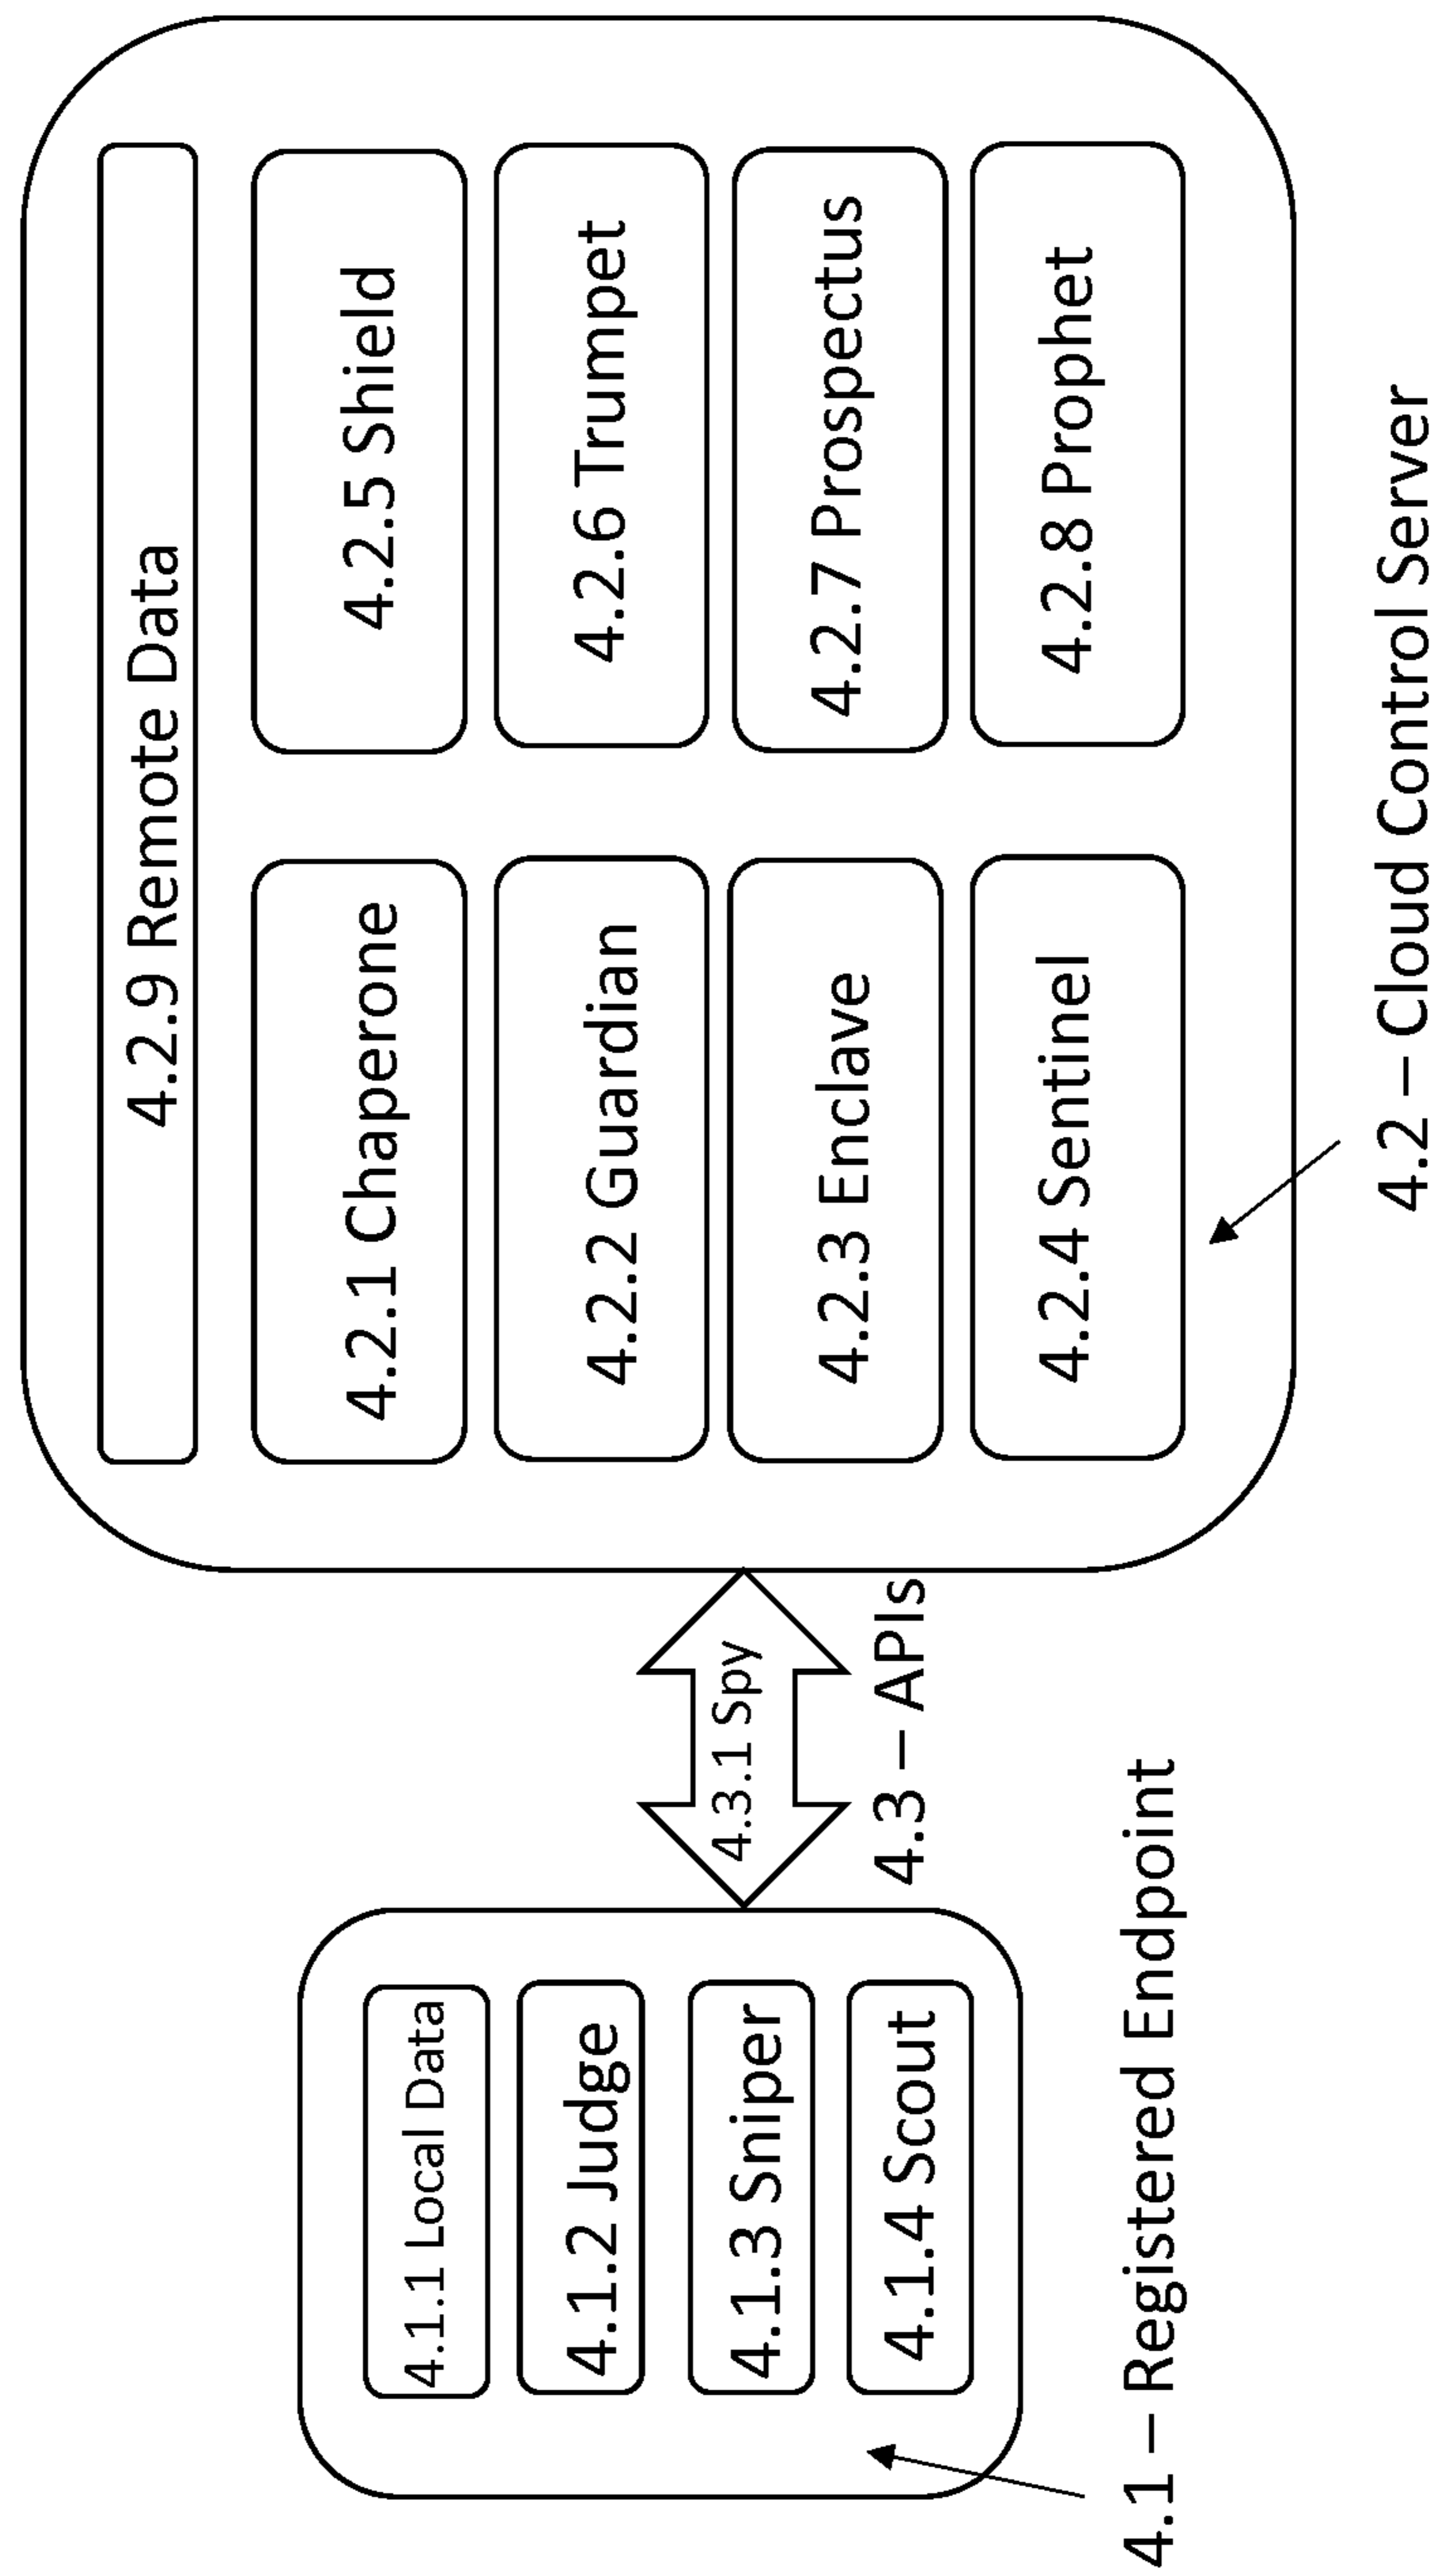 4.1.1 Local Data
4.1.2 Judge
4.1.3 Sniper
4.1.4 Scout
4.1 – Registered Endpoint
4.3.1 Spy
4.3 – APIs
4.2.9 Remote Data
4.2.1 Chaperone
4.2.2 Guardian
4.2.3 Enclave
4.2.4 Sentinel
4.2.5 Shield
4.2.6 Trumpet
4.2.7 Prospectus
4.2.8 Prophet
4.2 – Cloud Control Server